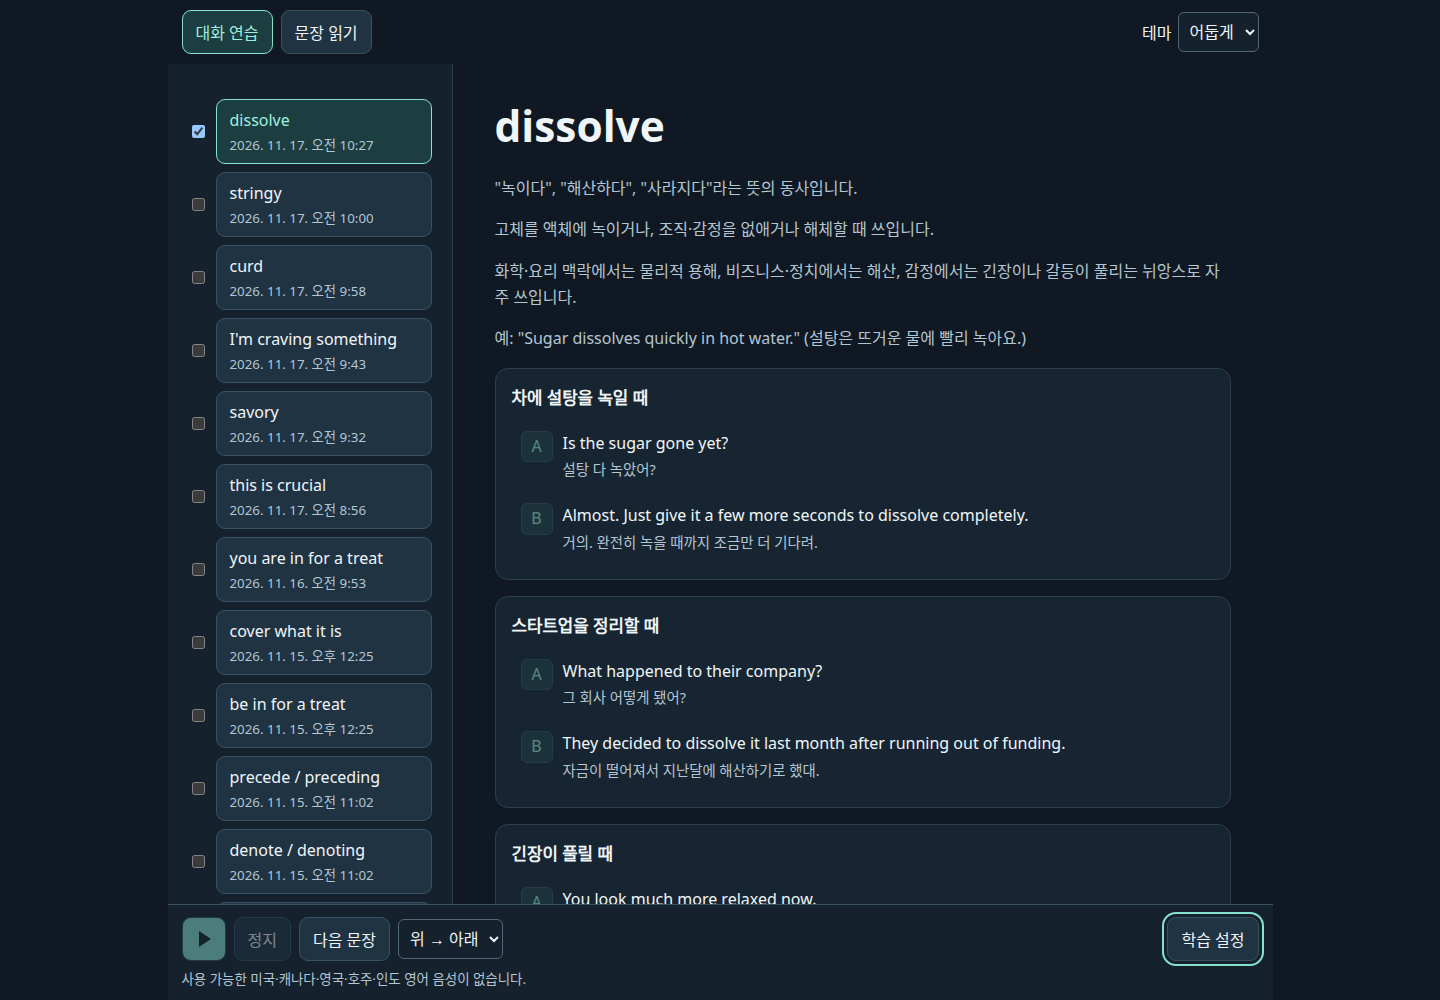 대화 연습
문장 읽기
테마
어둡게
dissolve
2026. 11. 17. 오전 10:27
stringy
2026. 11. 17. 오전 10:00
curd
2026. 11. 17. 오전 9:58
I'm craving something
2026. 11. 17. 오전 9:43
savory
2026. 11. 17. 오전 9:32
this is crucial
2026. 11. 17. 오전 8:56
you are in for a treat
2026. 11. 16. 오전 9:53
cover what it is
2026. 11. 15. 오후 12:25
be in for a treat
2026. 11. 15. 오후 12:25
precede / preceding
2026. 11. 15. 오전 11:02
denote / denoting
2026. 11. 15. 오전 11:02
dissolve
"녹이다", "해산하다", "사라지다"라는 뜻의 동사입니다.
고체를 액체에 녹이거나, 조직·감정을 없애거나 해체할 때 쓰입니다.
화학·요리 맥락에서는 물리적 용해, 비즈니스·정치에서는 해산, 감정에서는 긴장이나 갈등이 풀리는 뉘앙스로 자
주 쓰입니다.
예: "Sugar dissolves quickly in hot water." (설탕은 뜨거운 물에 빨리 녹아요.)
차에 설탕을 녹일 때
A
Is the sugar gone yet?
설탕 다 녹았어?
B
Almost. Just give it a few more seconds to dissolve completely.
거의. 완전히 녹을 때까지 조금만 더 기다려.
스타트업을 정리할 때
A
What happened to their company?
그 회사 어떻게 됐어?
B
They decided to dissolve it last month after running out of funding.
자금이 떨어져서 지난달에 해산하기로 했대.
긴장이 풀릴 때
A
You look much more relaxed now.
정지
다음 문장
위 → 아래
학습 설정
사용 가능한 미국·캐나다·영국·호주·인도 영어 음성이 없습니다.